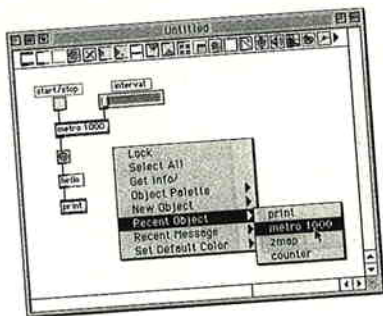 Untitled
start/stop
interval
metro 1000
hello
print
Lock
Select All
Get Info/
Object Palette
New Object
Recent Object
Recent Message
Set Default Color
print
metro 1000
zmap
counter